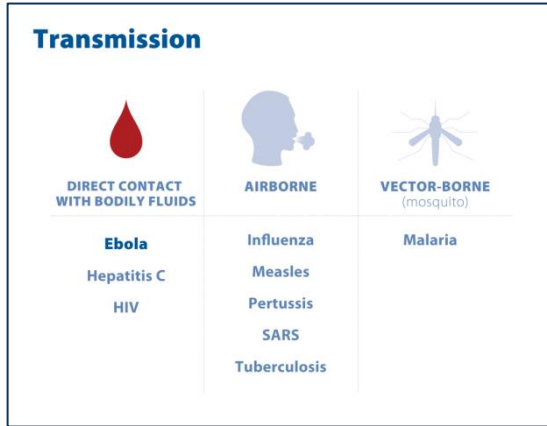 Transmission
DIRECT CONTACT
WITH BODILY FLUIDS
Ebola
Hepatitis C
HIV
AIRBORNE
Influenza
Measles
Pertussis
SARS
Tuberculosis
VECTOR-BORNE
(mosquito)
Malaria